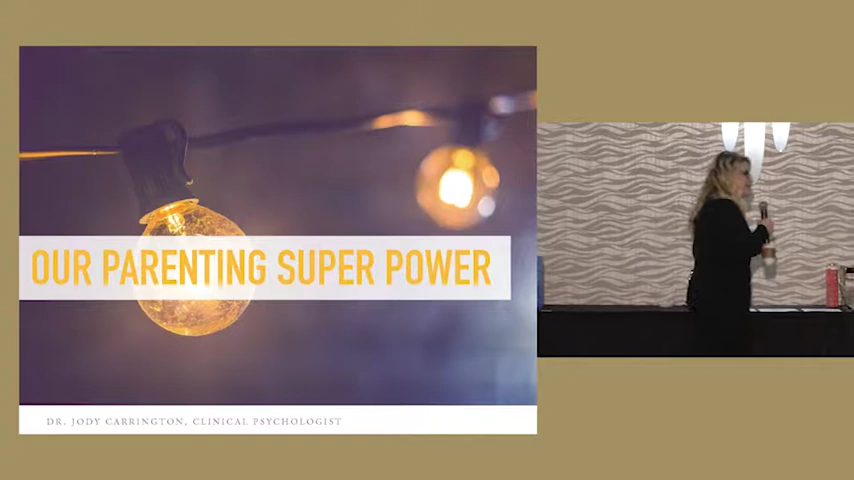 OUR PARENTING SUPER POWER
DR. JODY CARRINGTON, CLINICAL PSYCHOLOGIST